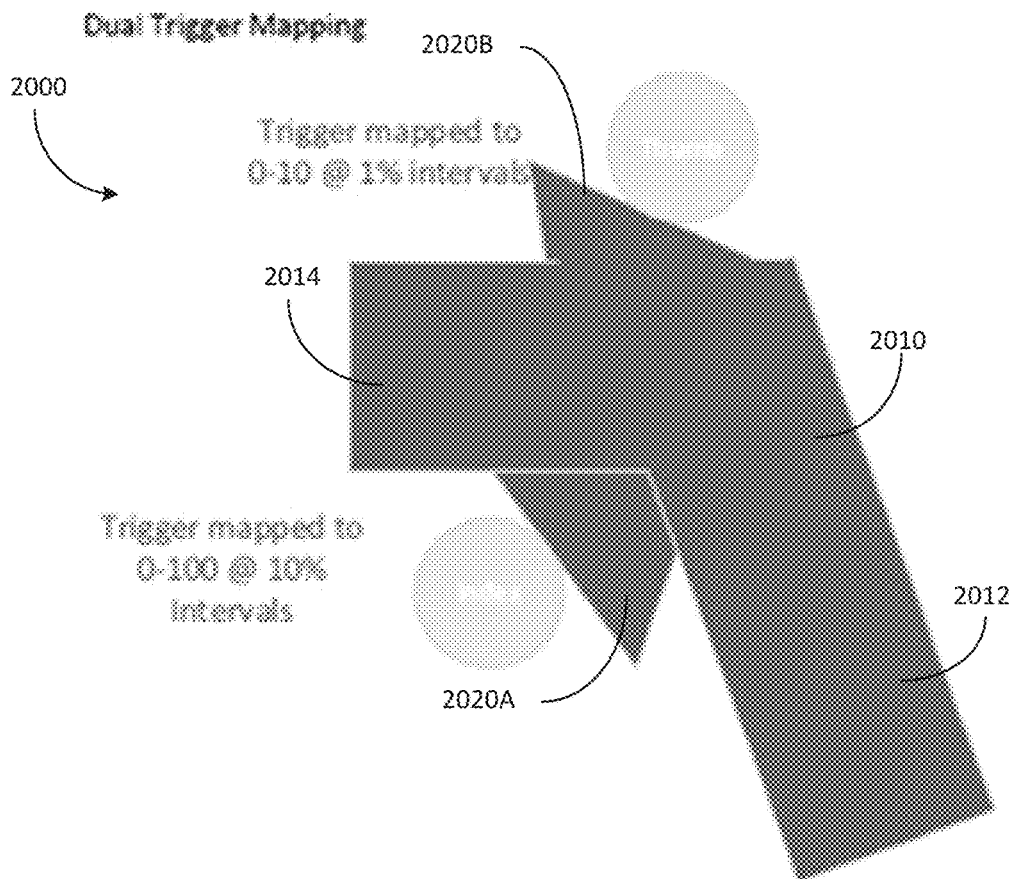 Dual Trigger Mapping
2020B
2000
Trigger mapped to
0-10 @ 1% intervals
2014
2010
Trigger mapped to
0-100 @ 10%
intervals
2012
2020A